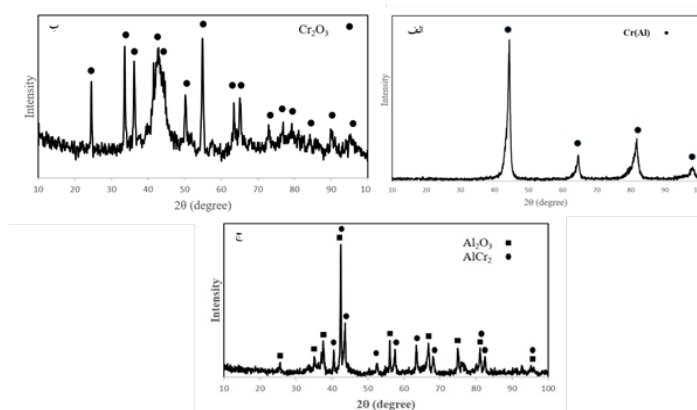 ب
Cr₂O₃
Intensity
10 20 30 40 50 60 70 80 90 100
2θ (degree)
الف
Cr(Al)
Intensity
10 20 30 40 50 60 70 80 90
2θ (degree)
ج
Al₂O₃
AlCr₂
Intensity
10 20 30 40 50 60 70 80 90 100
2θ (degree)